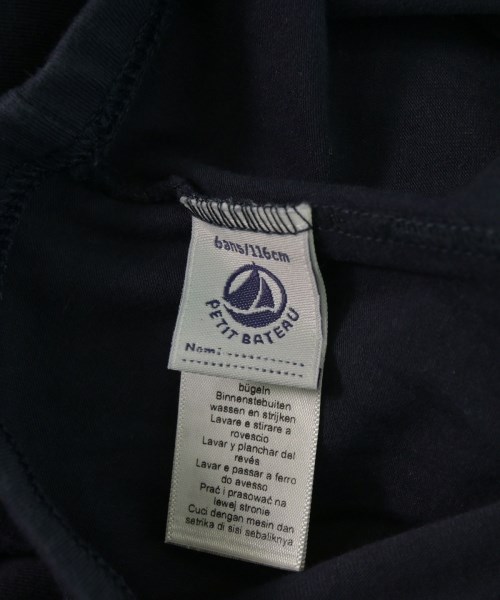 6ans/116cm
PETIT BATEAU
Nom:
bügeln
Binnenstebuiten
wassen en strijken
Lavare e stirare a
rovescio
Lavar y planchar del
revés
Lavar e passar a ferro
do avesso
Prać i prasować na
lewej stronie
Cuci dengan mesin dan
setrika di sisi sebaliknya